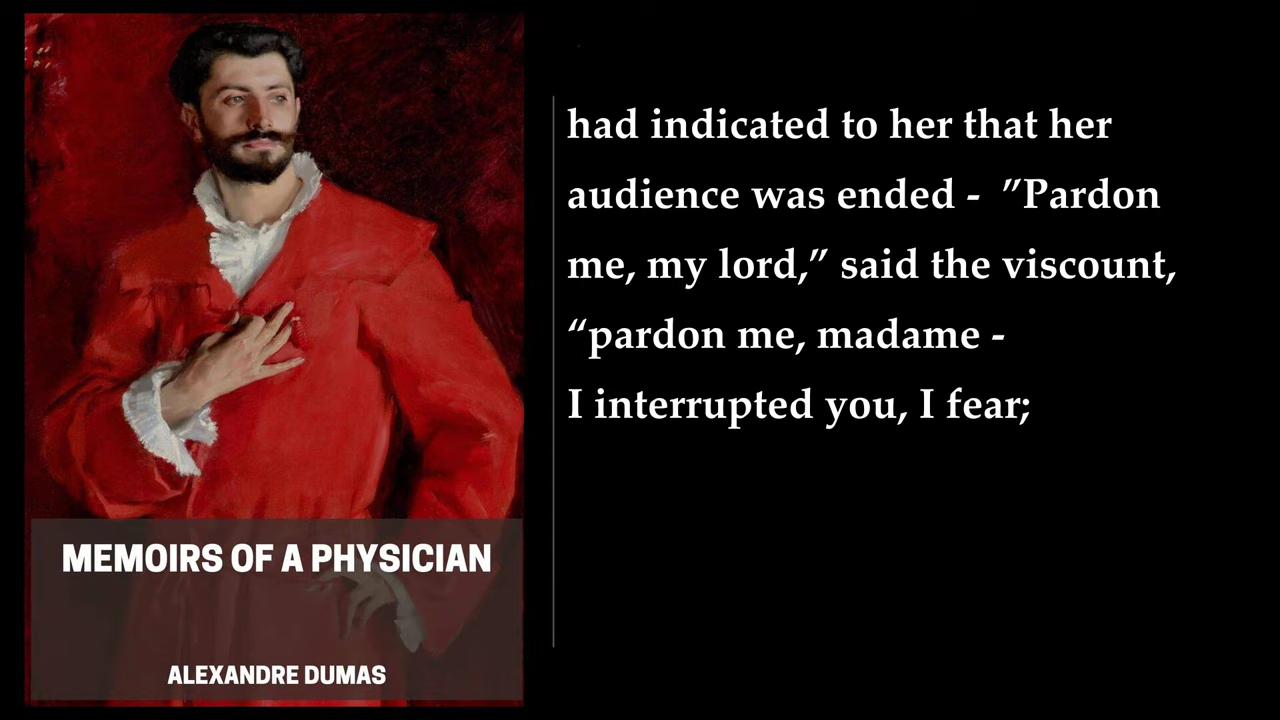 had indicated to her that her
audience was ended -  ”Pardon
me, my lord,” said the viscount,
“pardon me, madame -
I interrupted you, I fear;
MEMOIRS OF A PHYSICIAN
ALEXANDRE DUMAS